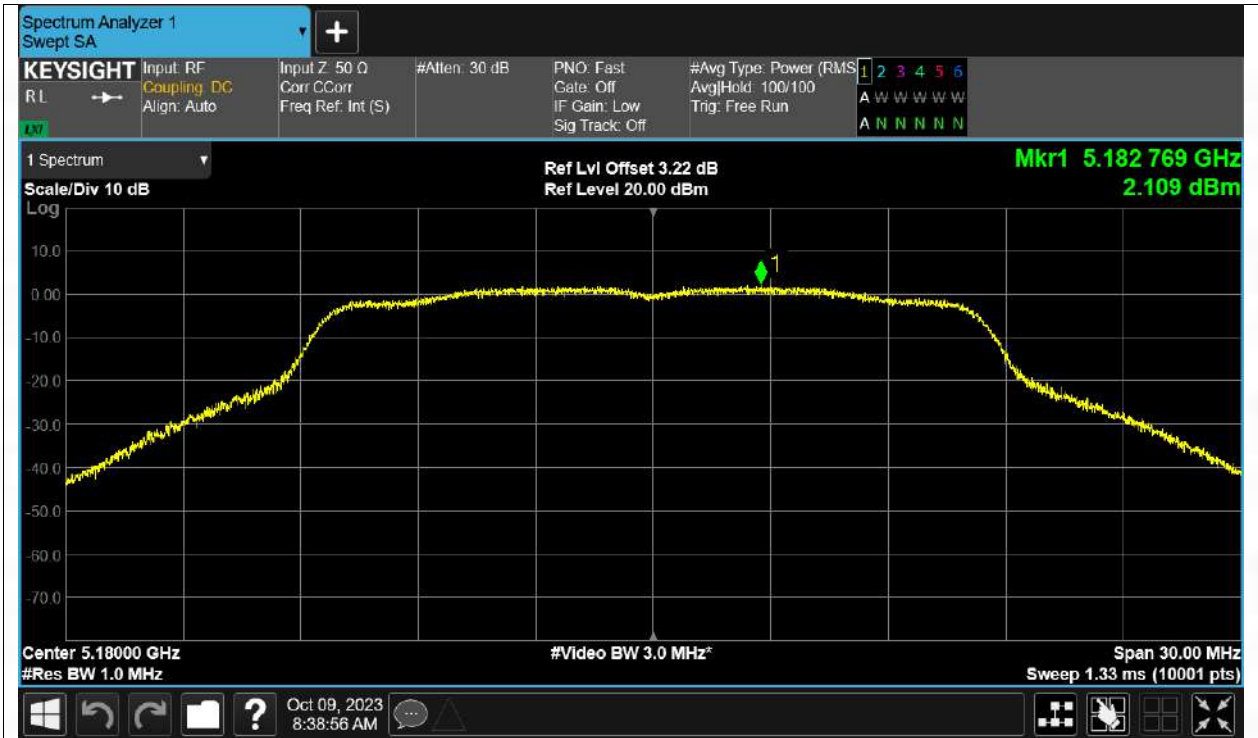 Spectrum Analyzer 1
Swept SA
+
KEYSIGHT
RL
LXI
Input: RF
Coupling: DC
Align: Auto
Input Z: 50 Ω
Corr CCorr
Freq Ref: Int (S)
#Atten: 30 dB
PNO: Fast
Gate: Off
IF Gain: Low
Sig Track: Off
#Avg Type: Power (RMS
Avg|Hold: 100/100
Trig: Free Run
1 2 3 4 5 6
A W W W W W
A N N N N N
1 Spectrum
Scale/Div 10 dB
Log
Ref Lvl Offset 3.22 dB
Ref Level 20.00 dBm
Mkr1 5.182 769 GHz
2.109 dBm
10.0
0.00
-10.0
-20.0
-30.0
-40.0
-50.0
-60.0
-70.0
1
Center 5.18000 GHz
#Res BW 1.0 MHz
#Video BW 3.0 MHz*
Span 30.00 MHz
Sweep 1.33 ms (10001 pts)
?
Oct 09, 2023
8:38:56 AM